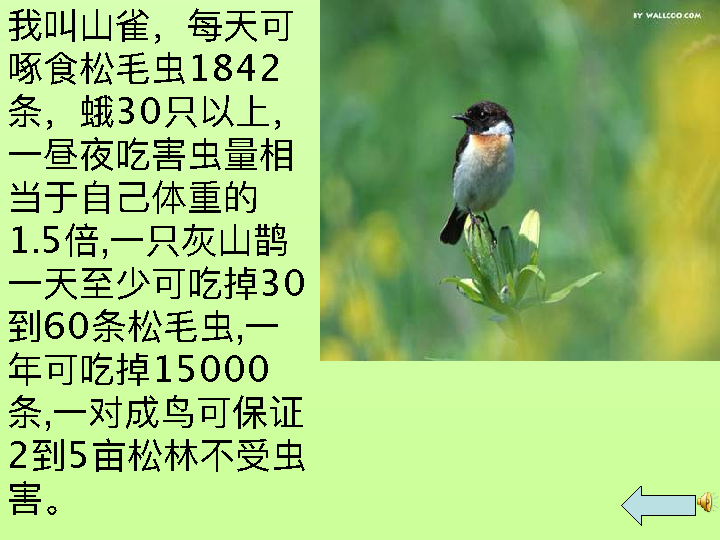 我叫山雀，每天可
啄食松毛虫1842
条，蛾30只以上，
一昼夜吃害虫量相
当于自己体重的
1.5倍,一只灰山鹊
一天至少可吃掉30
到60条松毛虫,一
年可吃掉15000
条,一对成鸟可保证
2到5亩松林不受虫
害。
BY WALLCOO.COM